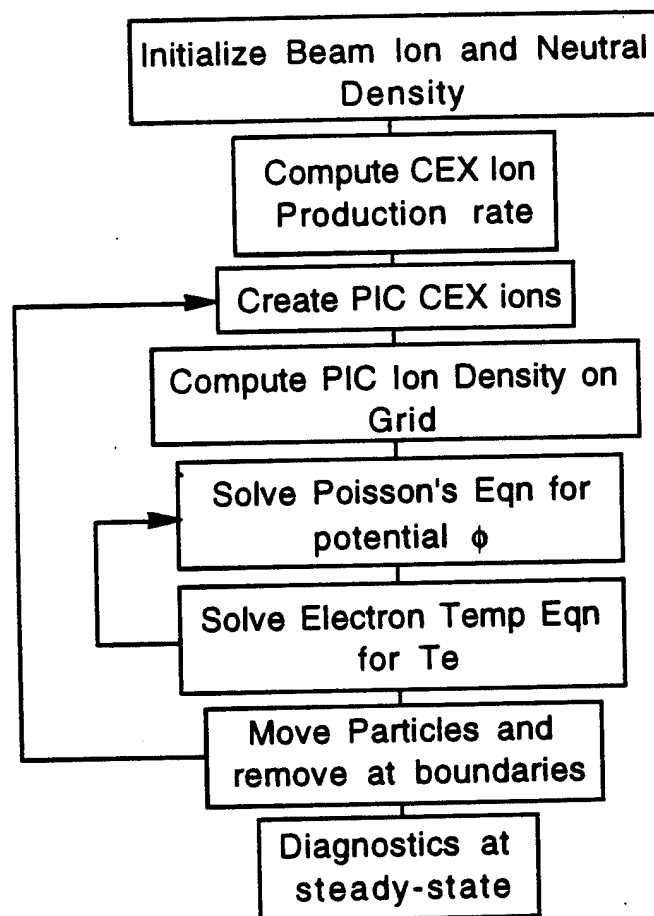 Initialize Beam Ion and Neutral
Density
Compute CEX Ion
Production rate
Create PIC CEX ions
Compute PIC Ion Density on
Grid
Solve Poisson's Eqn for
potential ϕ
Solve Electron Temp Eqn
for Te
Move Particles and
remove at boundaries
Diagnostics at
steady-state